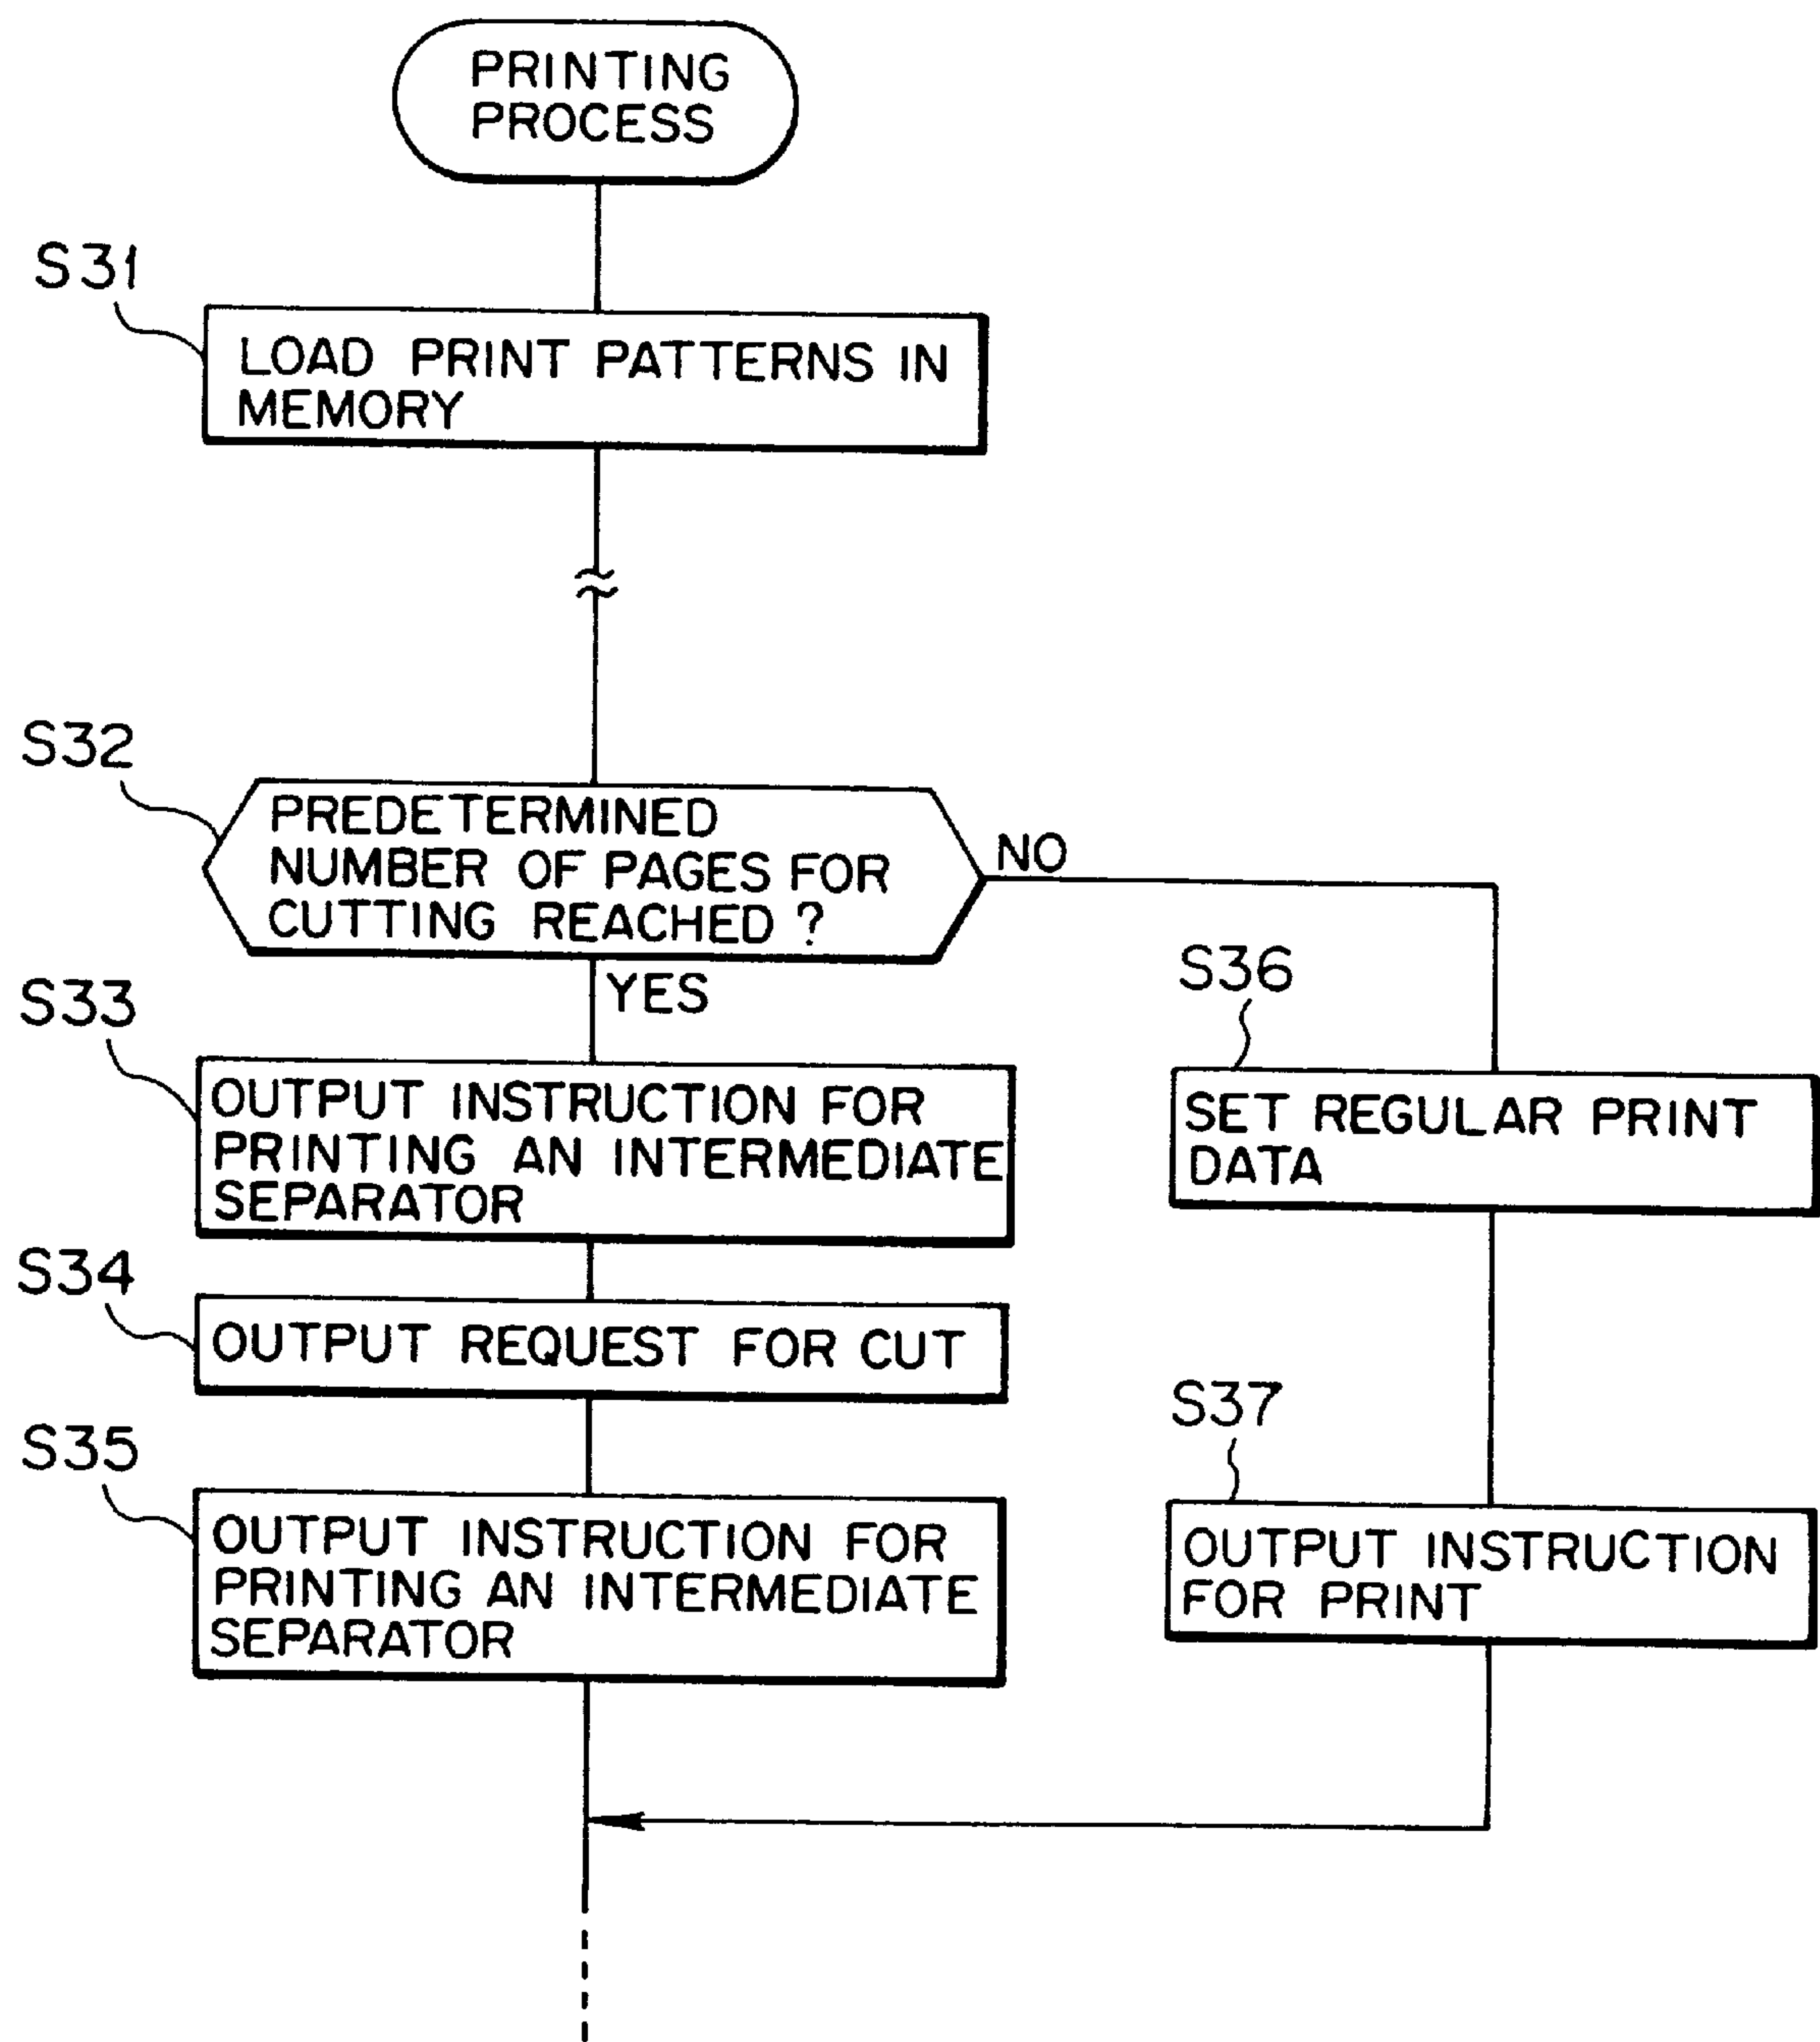 PRINTING
PROCESS
S31
LOAD PRINT PATTERNS IN
MEMORY
S32
PREDETERMINED
NUMBER OF PAGES FOR
CUTTING REACHED ?
NO
YES
S33
OUTPUT INSTRUCTION FOR
PRINTING AN INTERMEDIATE
SEPARATOR
S34
OUTPUT REQUEST FOR CUT
S35
OUTPUT INSTRUCTION FOR
PRINTING AN INTERMEDIATE
SEPARATOR
S36
SET REGULAR PRINT
DATA
S37
OUTPUT INSTRUCTION
FOR PRINT